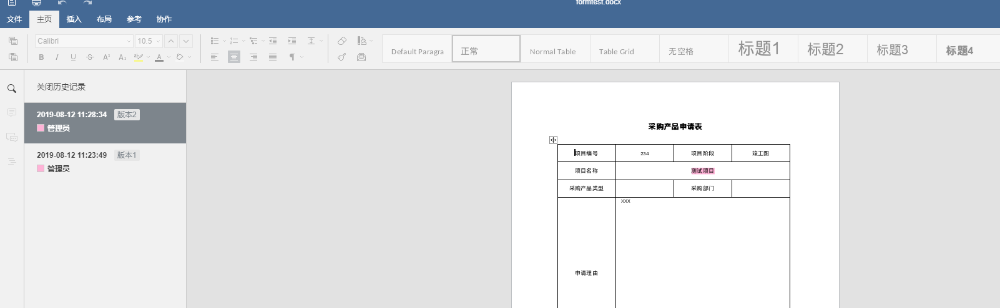 formtest.docx
文件 主页 插入 布局 参考 协作
Calibri 10.5
Default Paragra 正常 Normal Table Table Grid 无空格 标题1 标题2 标题3 标题4
关闭历史记录
2019-08-12 11:28:34 版本2
管理员
2019-08-12 11:23:49 版本1
管理员
采购产品申请表
项目编号 234 项目阶段 竣工图
项目名称 测试项目
采购产品类型 采购部门
xxx
申请理由